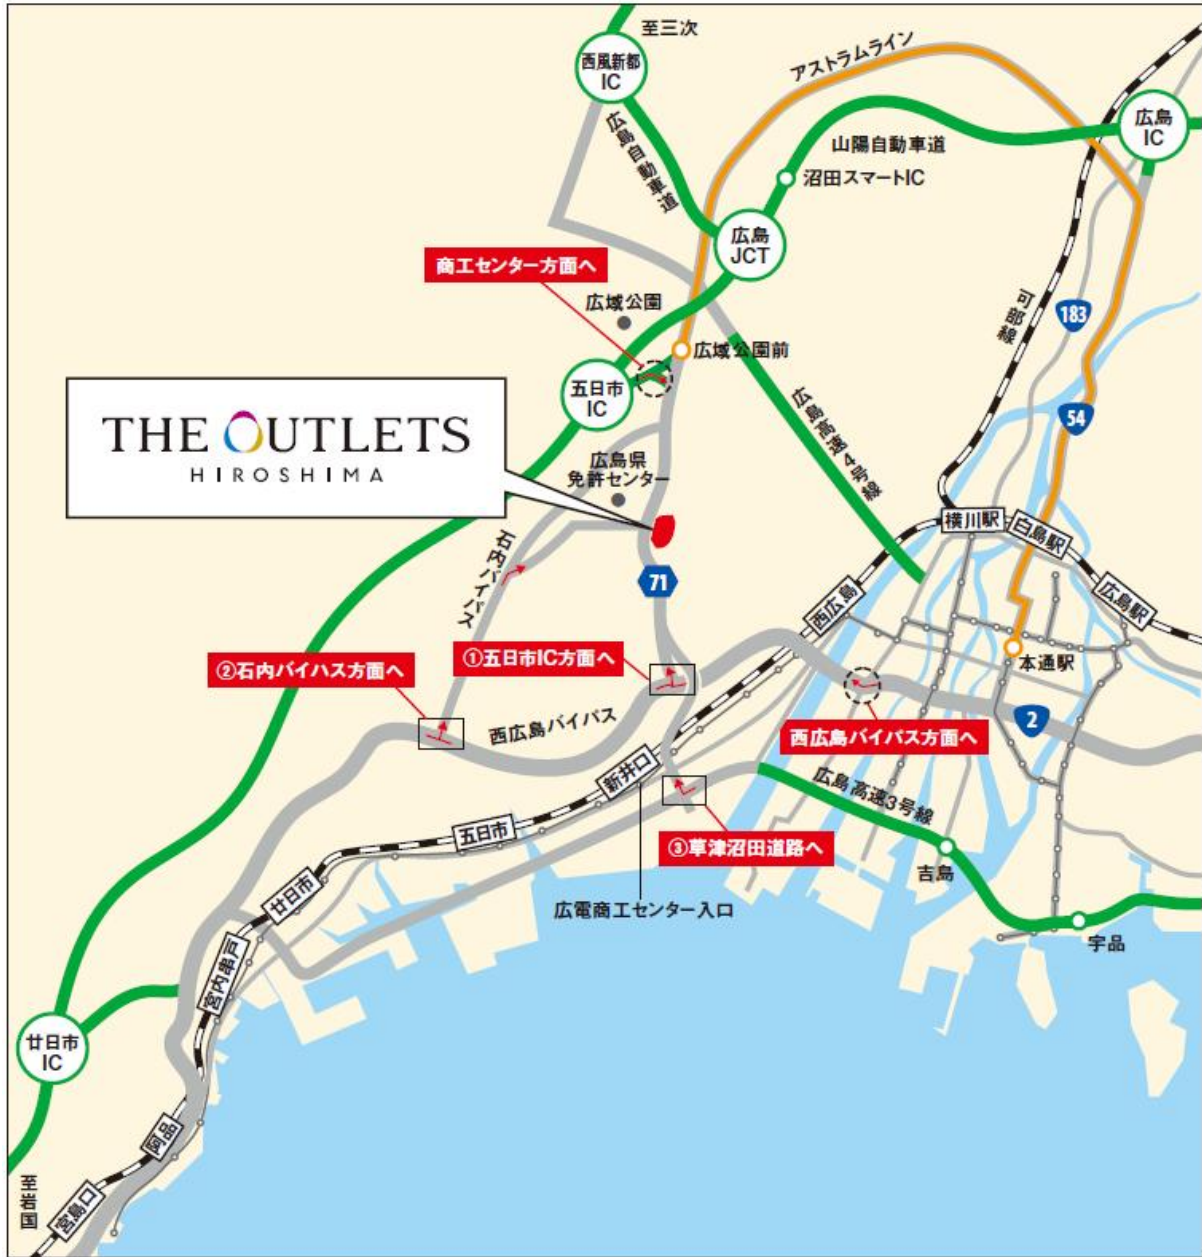 至三次
西風新都
IC
アストラムライン
広島
IC
広島自動車道
山陽自動車道
沼田スマートIC
広島
JCT
商工センター方面へ
広域公園
可部線
183
広域公園前
五日市
IC
広島高速4号線
54
THE OUTLETS
HIROSHIMA
広島県
免許センター
横川駅
白島駅
石内バイパス
71
西広島
広島駅
①五日市IC方面へ
②石内バイハス方面へ
本通駅
西広島バイパス
2
西広島バイパス方面へ
新井口
広島高速3号線
五日市
③草津沼田道路へ
吉島
廿日市
広電商工センター入口
宇品
宮内串戸
廿日市
IC
阿品
至岩国
宮島口